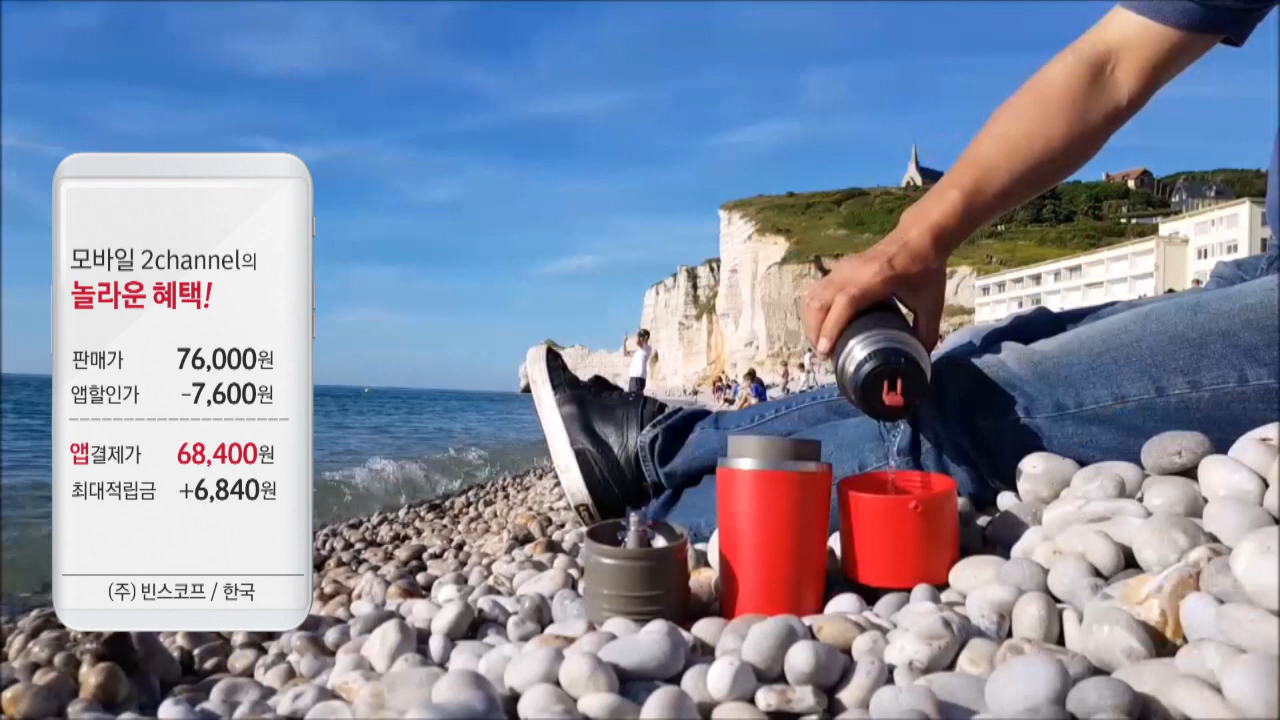 모바일 2channel의
놀라운 혜택!
판매가 76,000원
앱할인가 -7,600원
앱결제가 68,400원
최대적립금 +6,840원
(주) 빈스코프 / 한국